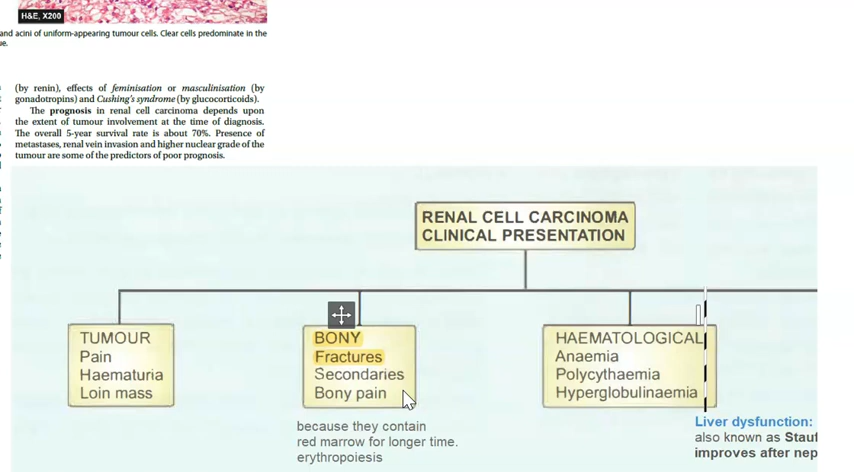 H&E, X200
and acini of uniform-appearing tumour cells. Clear cells predominate in the
ue.
(by renin), effects of feminisation or masculinisation (by
gonadotropins) and Cushing's syndrome (by glucocorticoids).
The prognosis in renal cell carcinoma depends upon
the extent of tumour involvement at the time of diagnosis.
The overall 5-year survival rate is about 70%. Presence of
metastases, renal vein invasion and higher nuclear grade of the
tumour are some of the predictors of poor prognosis.
RENAL CELL CARCINOMA
CLINICAL PRESENTATION
TUMOUR
Pain
Haematuria
Loin mass
BONY
Fractures
Secondaries
Bony pain
because they contain
red marrow for longer time.
erythropoiesis
HAEMATOLOGICAL
Anaemia
Polycythaemia
Hyperglobulinaemia
Liver dysfunction:
also known as Stauf
improves after nep